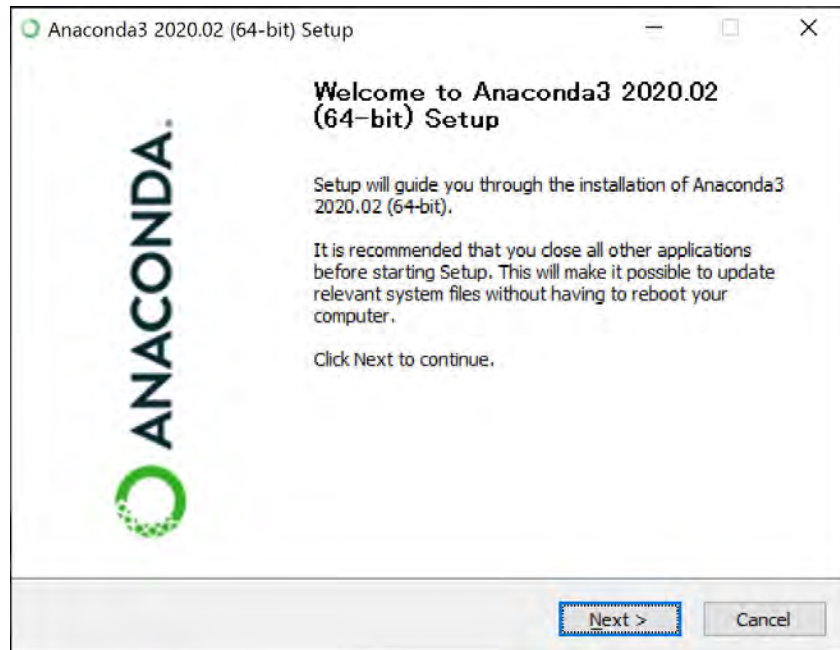 Anaconda3 2020.02 (64-bit) Setup
Welcome to Anaconda3 2020.02
(64-bit) Setup
Setup will guide you through the installation of Anaconda3
2020.02 (64-bit).
It is recommended that you close all other applications
before starting Setup. This will make it possible to update
relevant system files without having to reboot your
computer.
Click Next to continue.
ANACONDA.
Next >
Cancel